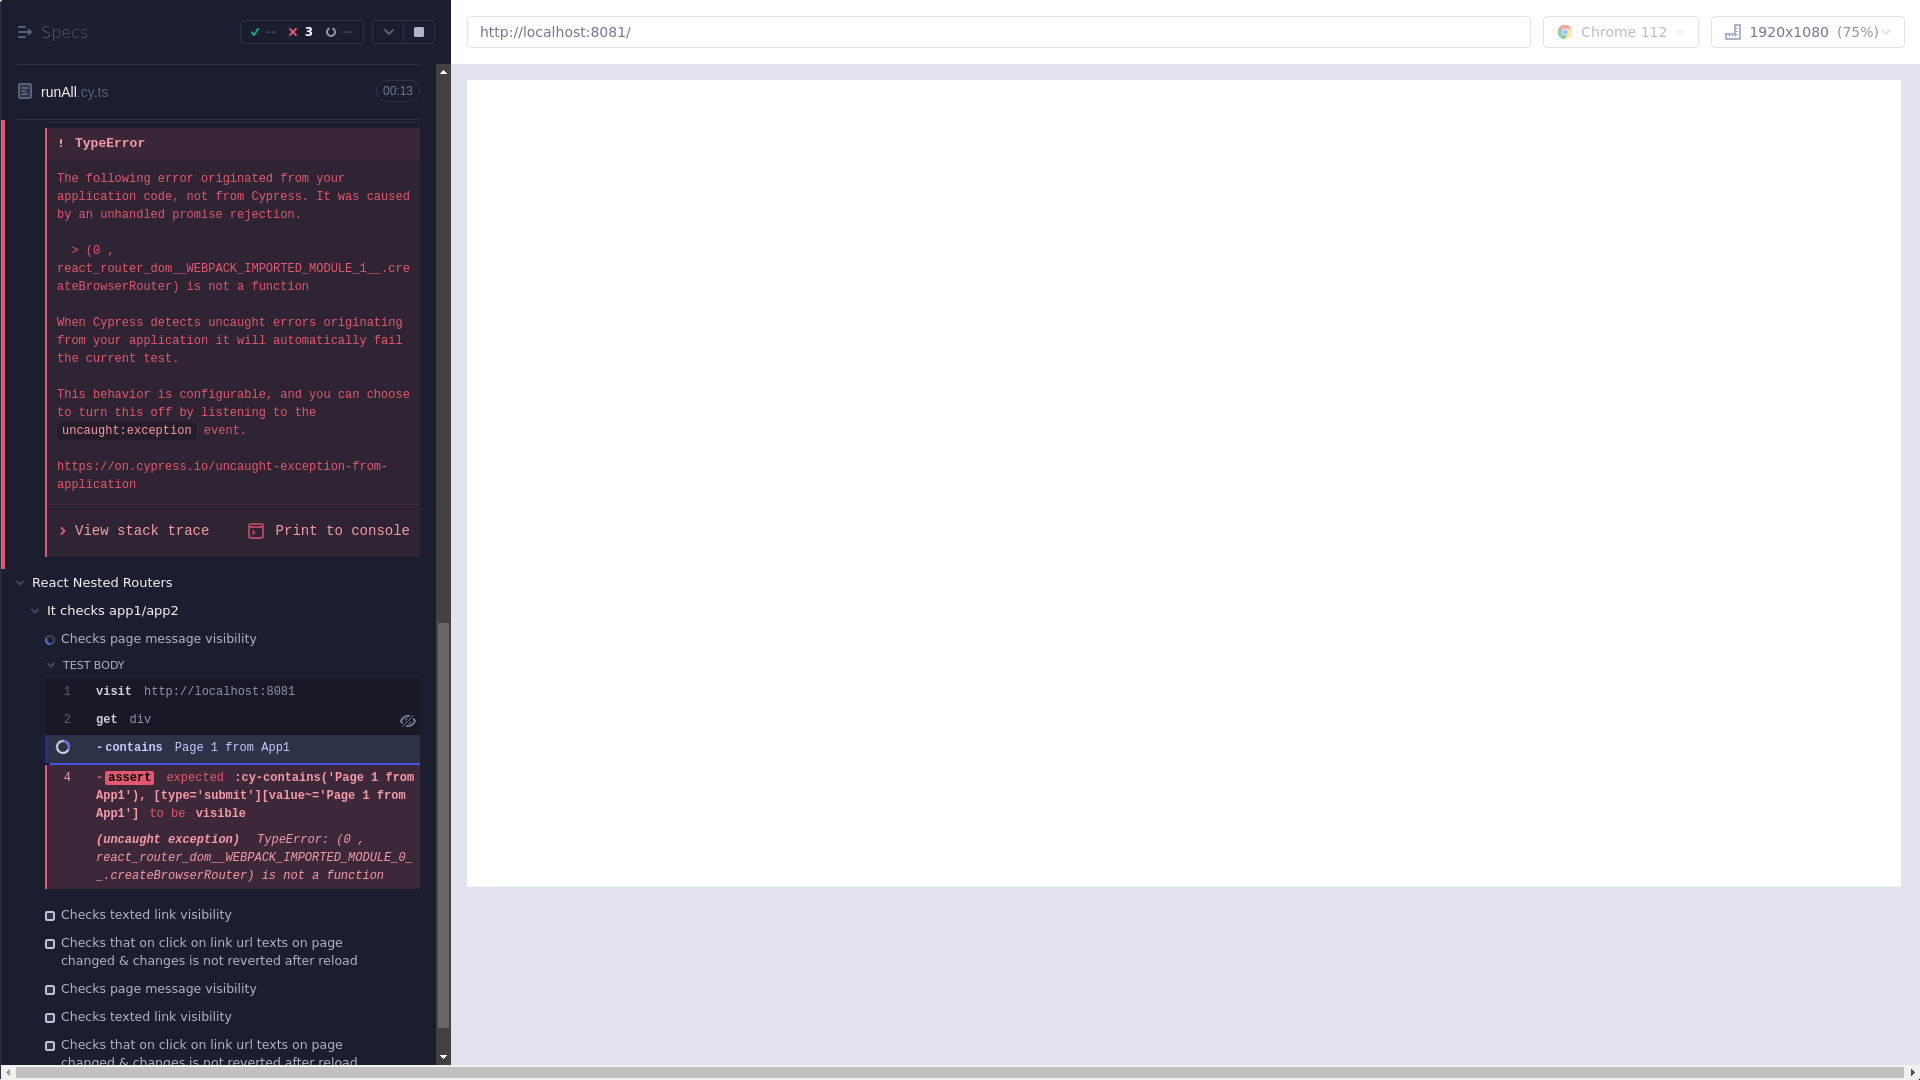 Specs
-- 3 --
http://localhost:8081/
Chrome 112
1920x1080 (75%)
runAll.cy.ts
00:13
! TypeError
The following error originated from your
application code, not from Cypress. It was caused
by an unhandled promise rejection.
> (0 ,
react_router_dom__WEBPACK_IMPORTED_MODULE_1__.cre
ateBrowserRouter) is not a function
When Cypress detects uncaught errors originating
from your application it will automatically fail
the current test.
This behavior is configurable, and you can choose
to turn this off by listening to the
uncaught:exception event.
https://on.cypress.io/uncaught-exception-from-
application
View stack trace
Print to console
React Nested Routers
It checks app1/app2
Checks page message visibility
TEST BODY
1 visit http://localhost:8081
2 get div
-contains Page 1 from App1
4 -assert expected :cy-contains('Page 1 from
App1'), [type='submit'][value~='Page 1 from
App1'] to be visible
(uncaught exception) TypeError: (0 ,
react_router_dom__WEBPACK_IMPORTED_MODULE_0_
_.createBrowserRouter) is not a function
Checks texted link visibility
Checks that on click on link url texts on page
changed & changes is not reverted after reload
Checks page message visibility
Checks texted link visibility
Checks that on click on link url texts on page
changed & changes is not reverted after reload